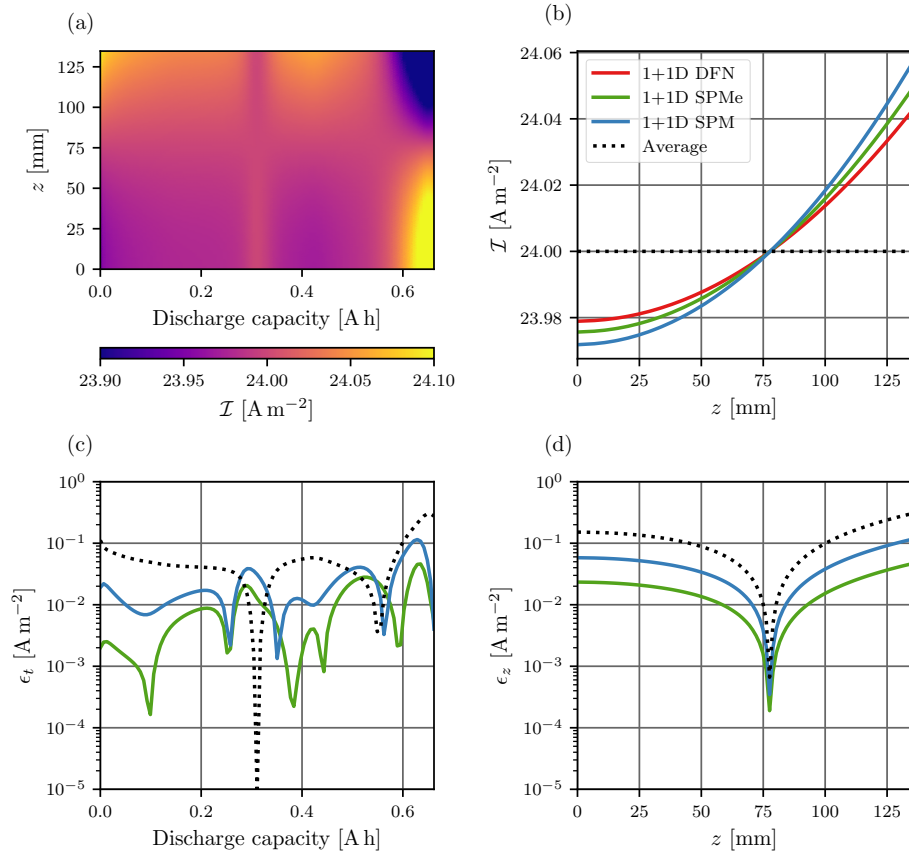 (a)
z [mm]
125
100
75
50
25
0
0.0 0.2 0.4 0.6
Discharge capacity [A h]
23.90 23.95 24.00 24.05 24.10
ℐ [A m⁻²]
(b)
ℐ [A m⁻²]
24.06
24.04
24.02
24.00
23.98
1+1D DFN
1+1D SPMe
1+1D SPM
Average
0 25 50 75 100 125
z [mm]
(c)
ϵₜ [A m⁻²]
10⁰
10⁻¹
10⁻²
10⁻³
10⁻⁴
10⁻⁵
0.0 0.2 0.4 0.6
Discharge capacity [A h]
(d)
ϵ_z [A m⁻²]
10⁰
10⁻¹
10⁻²
10⁻³
10⁻⁴
10⁻⁵
0 25 50 75 100 125
z [mm]